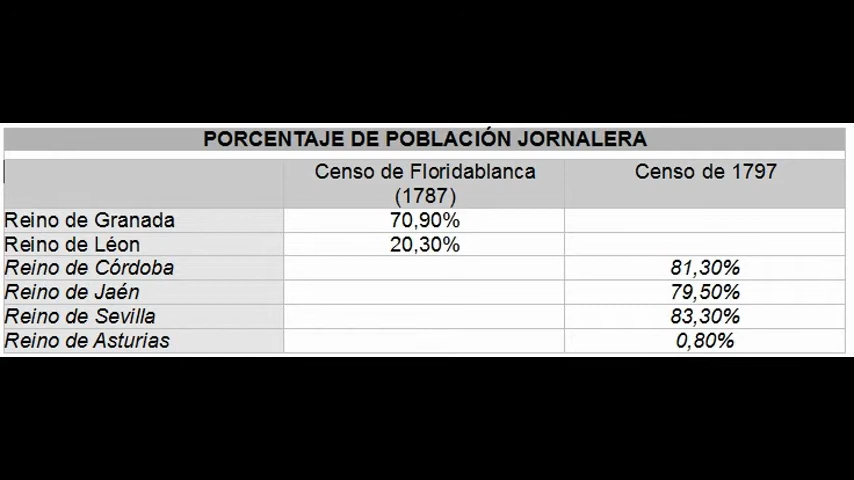 PORCENTAJE DE POBLACIÓN JORNALERA
Censo de Floridablanca (1787) Censo de 1797
Reino de Granada 70,90%
Reino de Léon 20,30%
Reino de Córdoba 81,30%
Reino de Jaén 79,50%
Reino de Sevilla 83,30%
Reino de Asturias 0,80%